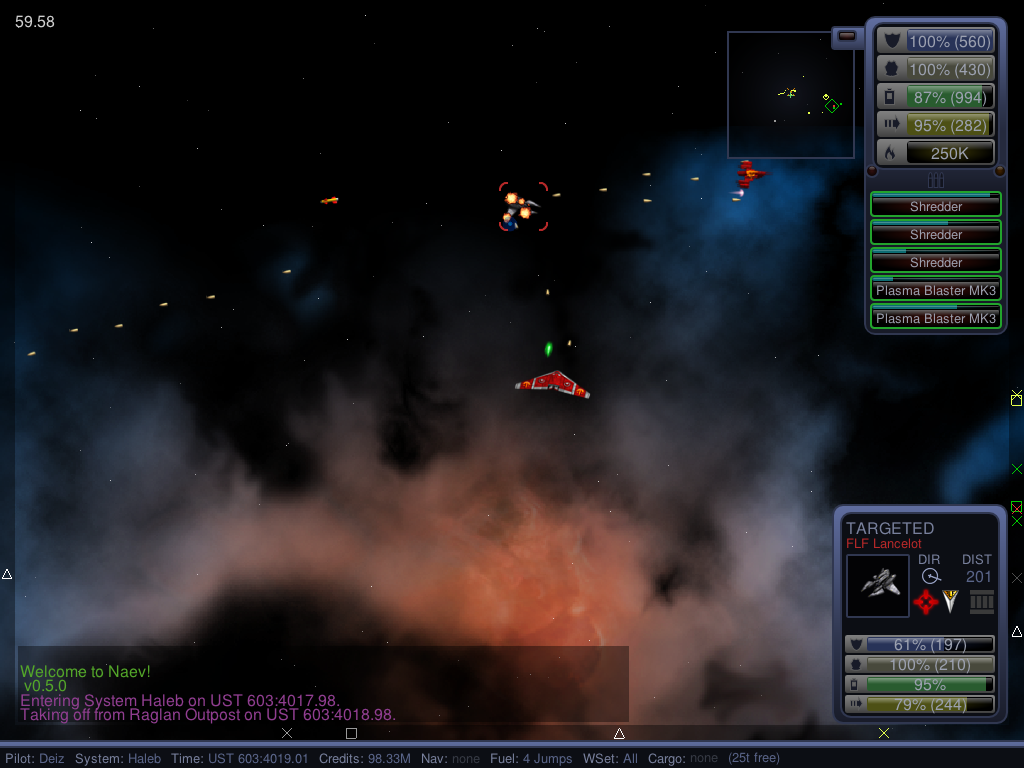 59.58
100% (560)
100% (430)
87% (994)
95% (282)
250K
Shredder
Shredder
Shredder
Plasma Blaster MK3
Plasma Blaster MK3
TARGETED
FLF Lancelot
DIR DIST
201
61% (197)
100% (210)
95%
79% (244)
Welcome to Naev!
v0.5.0
Entering System Haleb on UST 603:4017.98.
Taking off from Raglan Outpost on UST 603:4018.98.
Pilot: Deiz System: Haleb Time: UST 603:4019.01 Credits: 98.33M Nav: none Fuel: 4 Jumps WSet: All Cargo: none (25t free)